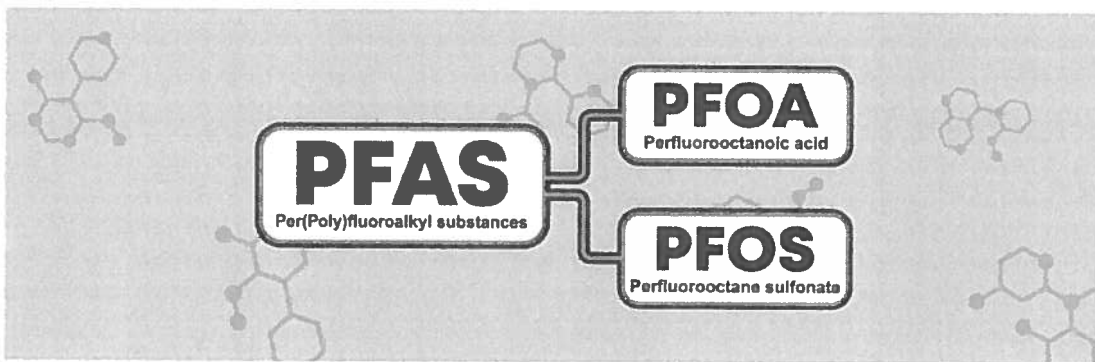 PFAS
Per(Poly)fluoroalkyl substances
PFOA
Perfluorooctanoic acid
PFOS
Perfluorooctane sulfonate